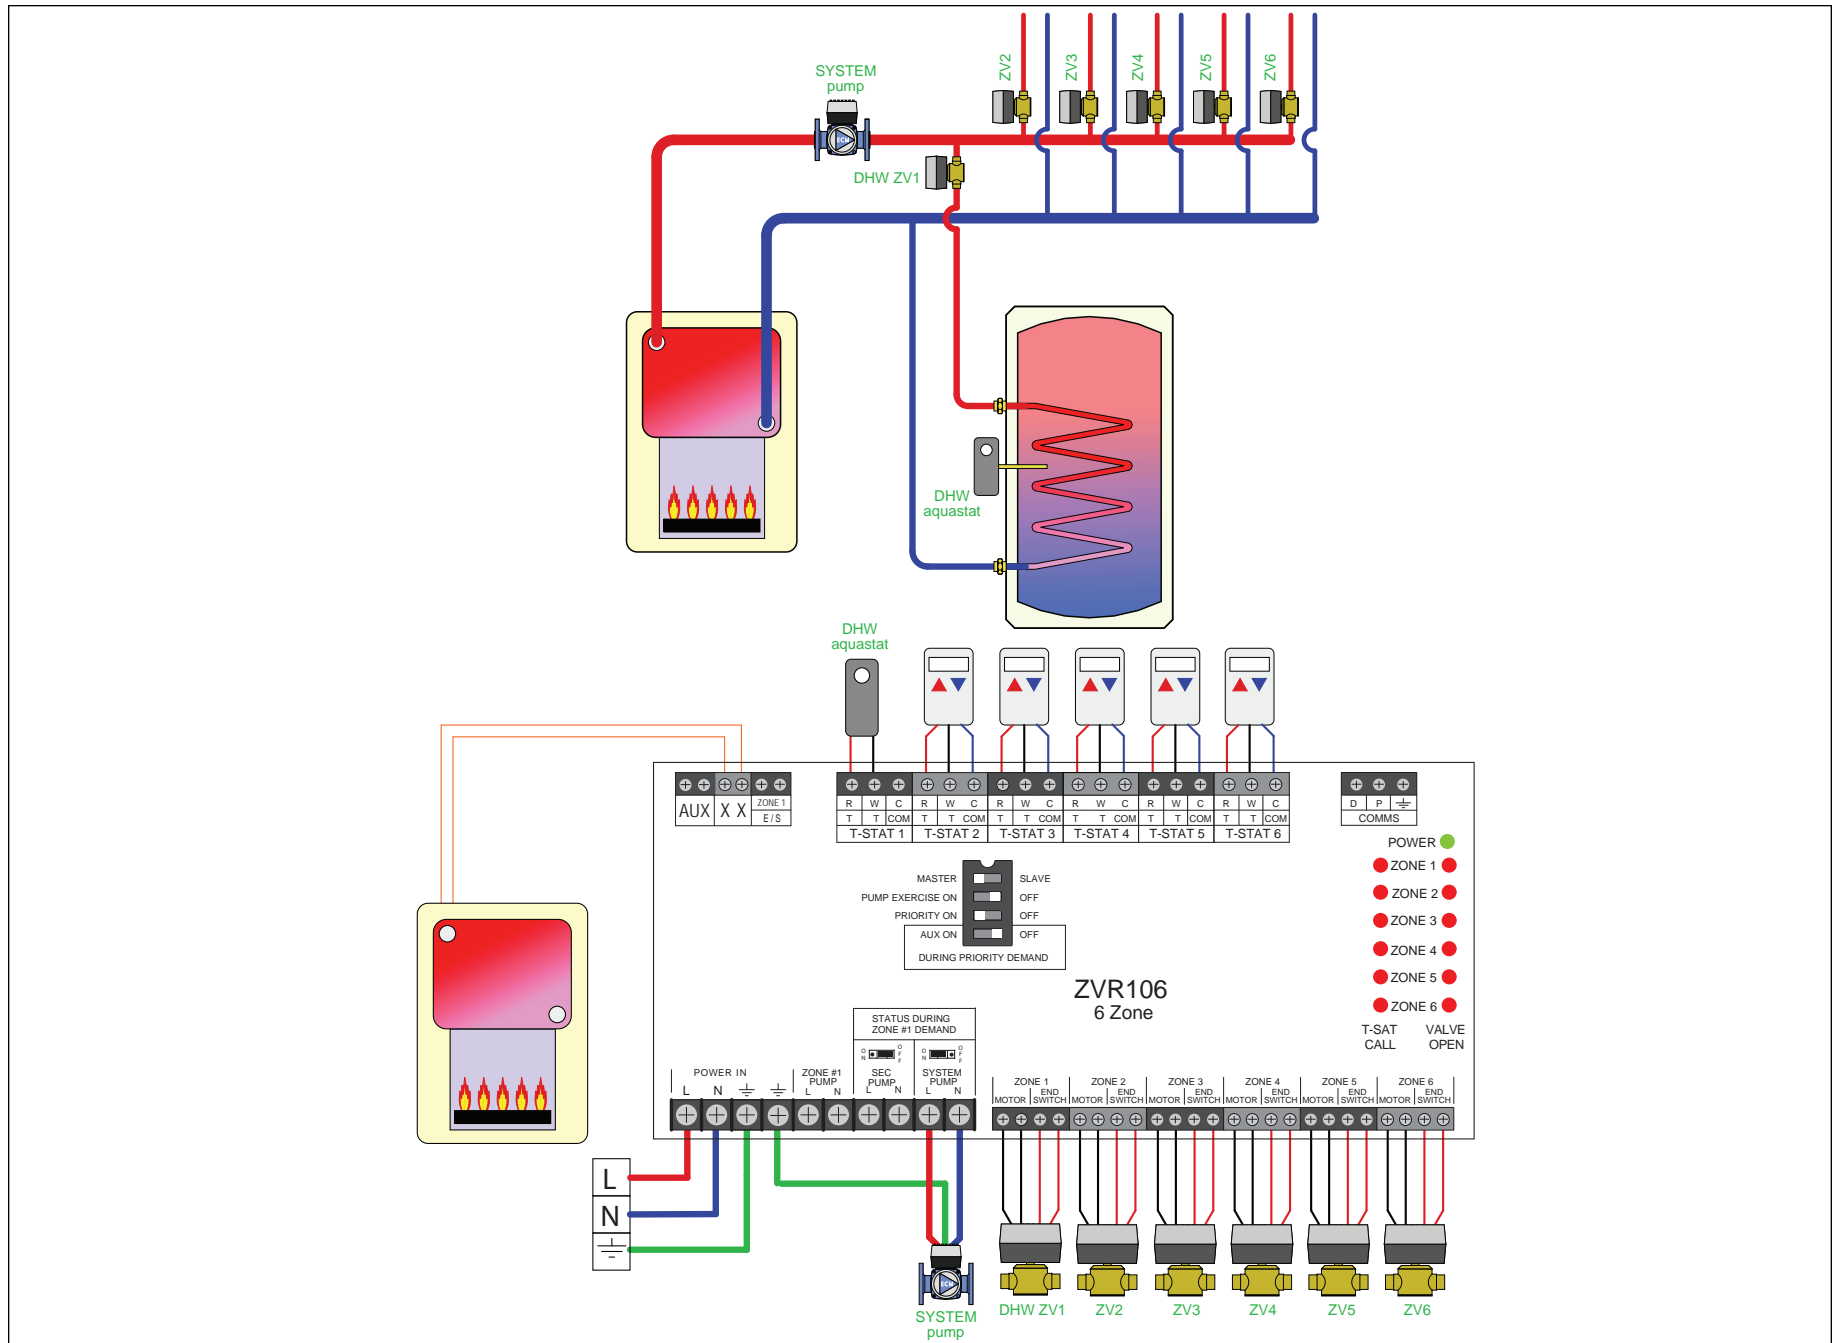 ZV2
ZV3
ZV4
ZV5
ZV6
SYSTEM
pump
ECM
DHW ZV1
DHW
aquastat
DHW
aquastat
AUX
X X
ZONE 1
E / S
R W C R W C R W C R W C R W C R W C
T T COM T T COM T T COM T T COM T T COM T T COM
T-STAT 1 T-STAT 2 T-STAT 3 T-STAT 4 T-STAT 5 T-STAT 6
D P
COMMS
POWER
ZONE 1
ZONE 2
ZONE 3
ZONE 4
ZONE 5
ZONE 6
T-SAT
CALL
VALVE
OPEN
MASTER SLAVE
PUMP EXERCISE ON OFF
PRIORITY ON OFF
AUX ON OFF
DURING PRIORITY DEMAND
ZVR106
6 Zone
STATUS DURING
ZONE #1 DEMAND
ON OFF
ON OFF
POWER IN
L N
ZONE #1
PUMP
L N
SEC
PUMP
L N
SYSTEM
PUMP
L N
ZONE 1 ZONE 2 ZONE 3 ZONE 4 ZONE 5 ZONE 6
MOTOR END SWITCH MOTOR END SWITCH MOTOR END SWITCH MOTOR END SWITCH MOTOR END SWITCH MOTOR END SWITCH
L
N
ECM
SYSTEM
pump
DHW ZV1 ZV2 ZV3 ZV4 ZV5 ZV6